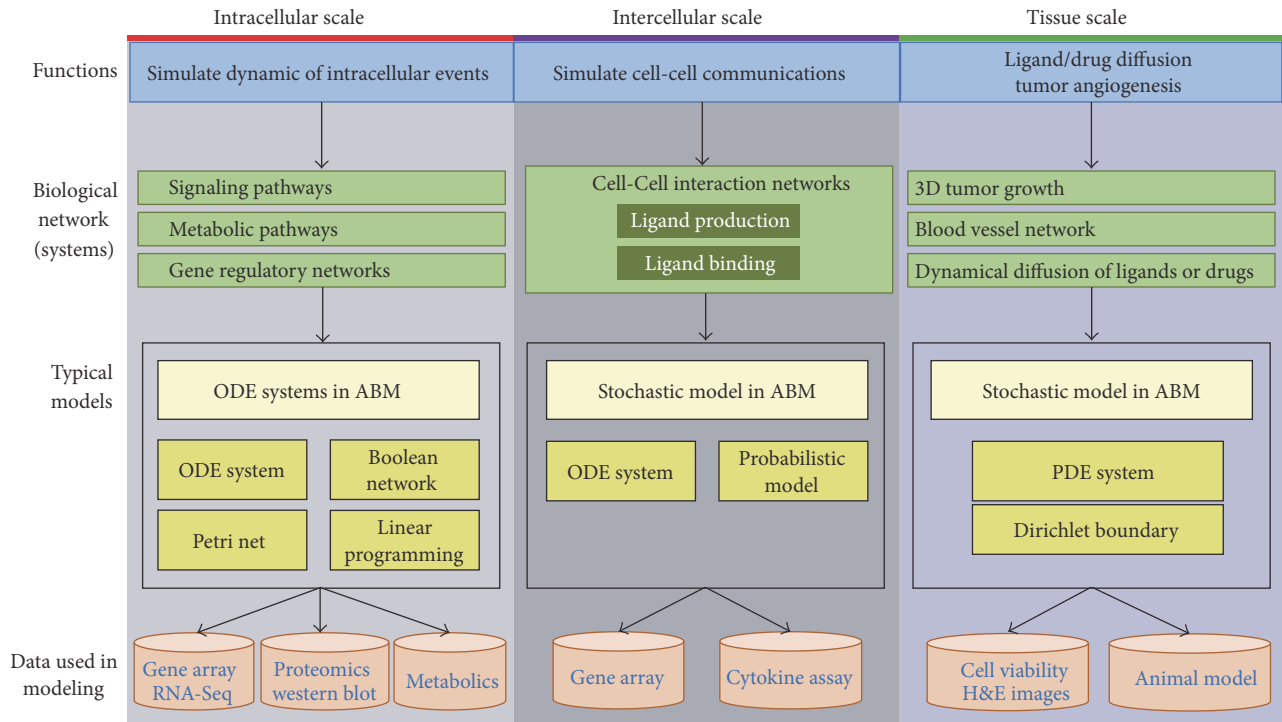 Intracellular scale
Intercellular scale
Tissue scale
Functions
Simulate dynamic of intracellular events
Simulate cell-cell communications
Ligand/drug diffusion
tumor angiogenesis
Biological
network
(systems)
Signaling pathways
Metabolic pathways
Gene regulatory networks
Cell-Cell interaction networks
Ligand production
Ligand binding
3D tumor growth
Blood vessel network
Dynamical diffusion of ligands or drugs
Typical
models
ODE systems in ABM
ODE system
Boolean
network
Petri net
Linear
programming
Stochastic model in ABM
ODE system
Probabilistic
model
Stochastic model in ABM
PDE system
Dirichlet boundary
Data used in
modeling
Gene array
RNA-Seq
Proteomics
western blot
Metabolics
Gene array
Cytokine assay
Cell viability
H&E images
Animal model